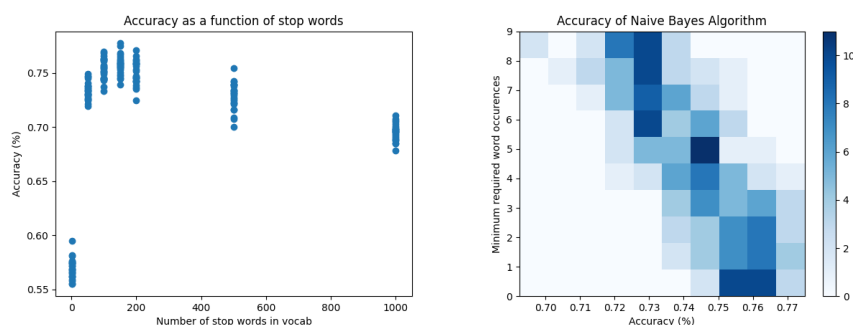 Accuracy as a function of stop words
Accuracy (%)
0.75
0.70
0.65
0.60
0.55
0 200 400 600 800 1000
Number of stop words in vocab
Accuracy of Naive Bayes Algorithm
Minimum required word occurences
9
8
7
6
5
4
3
2
1
0
0.70 0.71 0.72 0.73 0.74 0.75 0.76 0.77
Accuracy (%)
10
8
6
4
2
0